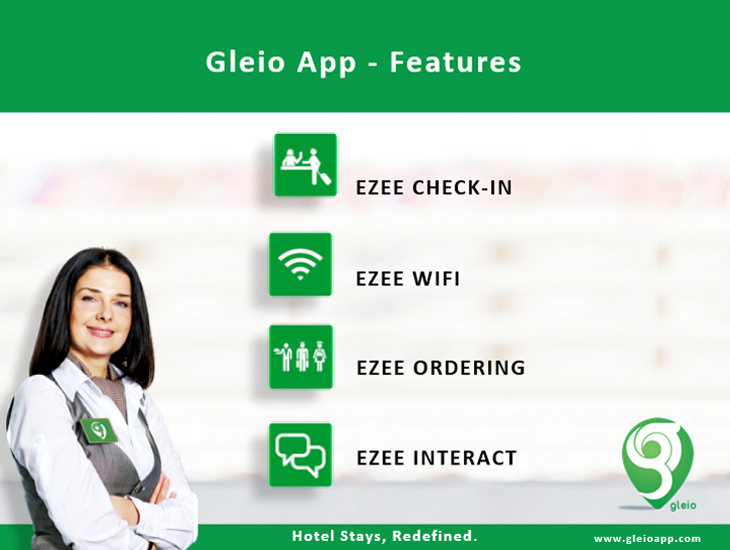 Gleio App - Features
EZEE CHECK-IN
EZEE WIFI
EZEE ORDERING
EZEE INTERACT
gleio
Hotel Stays, Redefined.
www.gleioapp.com